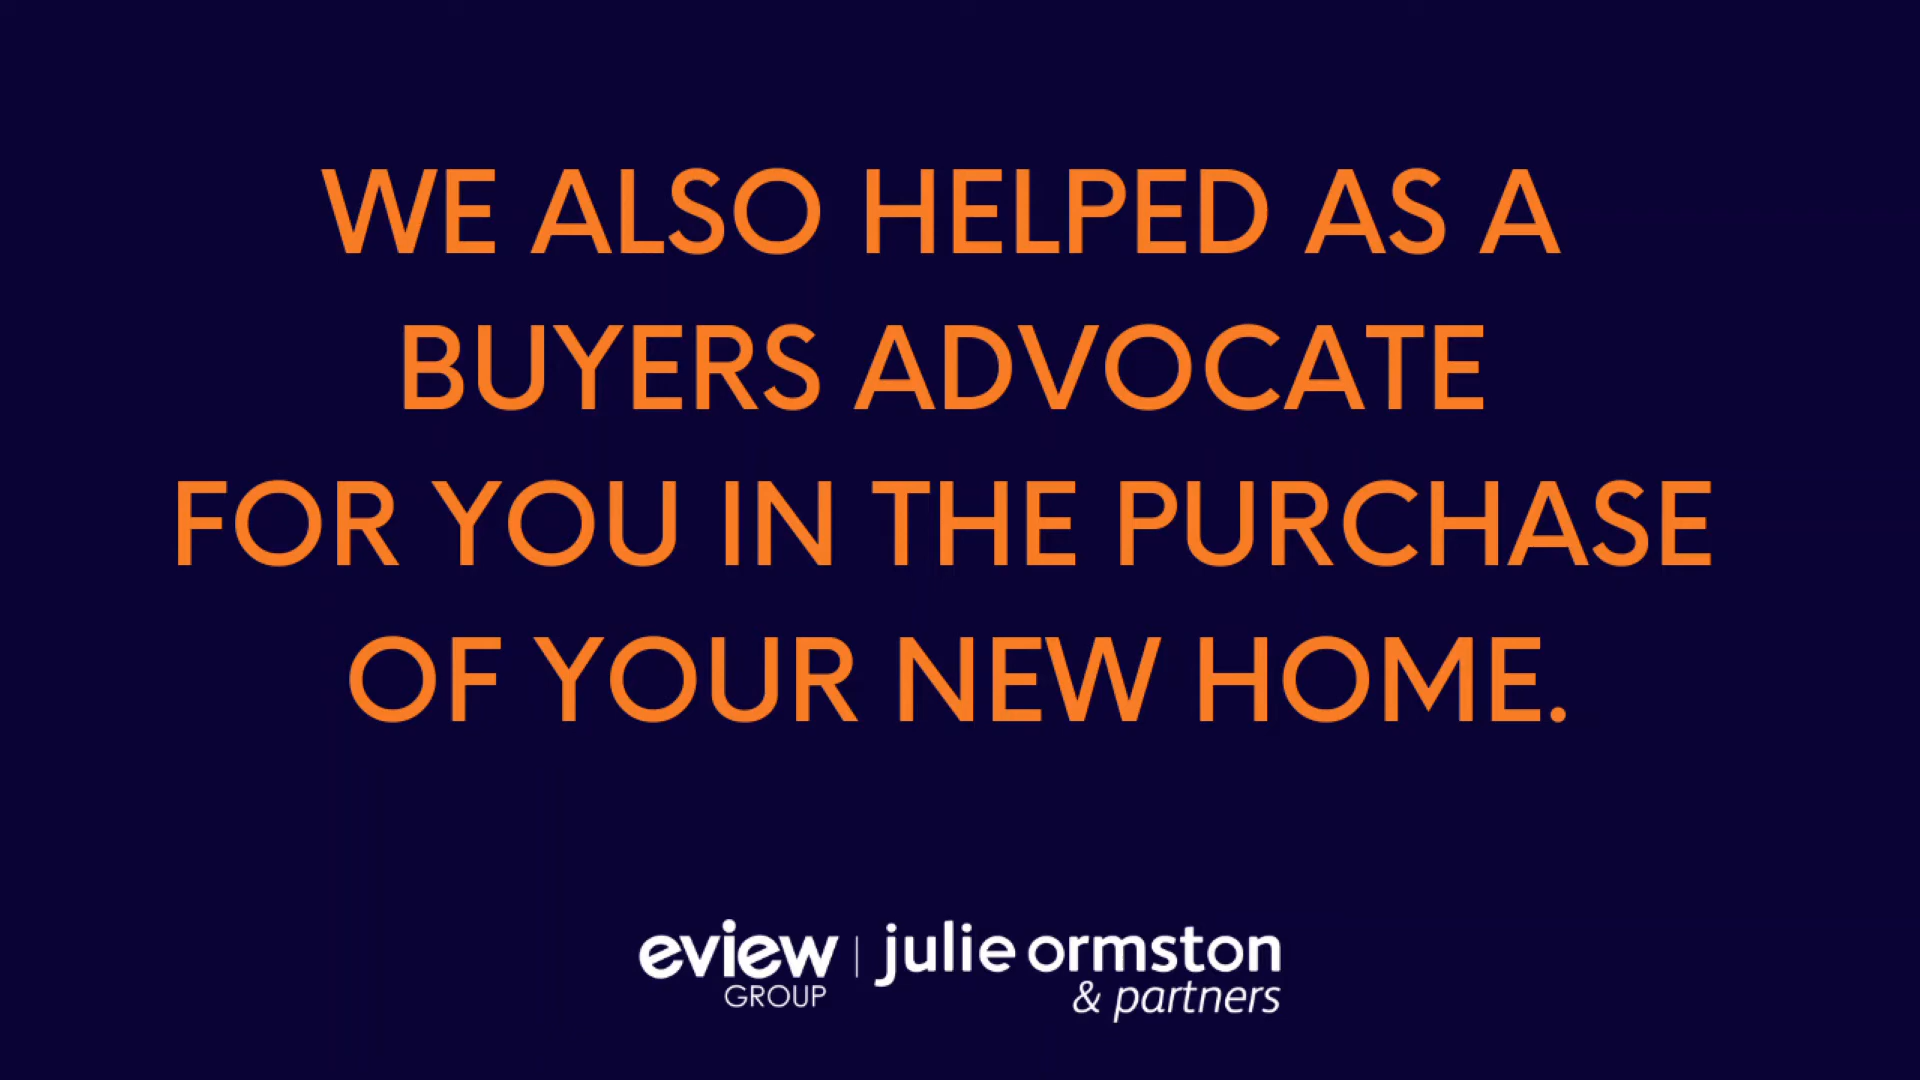 WE ALSO HELPED AS A
BUYERS ADVOCATE
FOR YOU IN THE PURCHASE
OF YOUR NEW HOME.
eview GROUP | julie ormston & partners